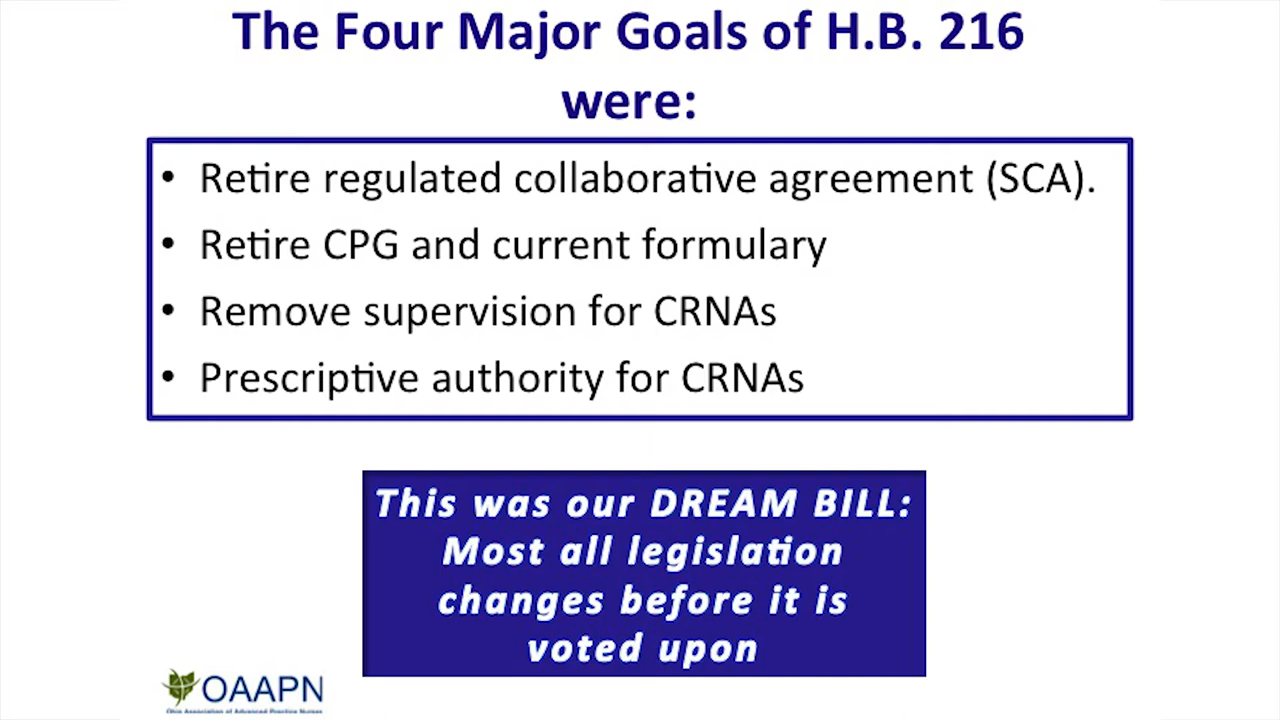 The Four Major Goals of H.B. 216
were:
• Retire regulated collaborative agreement (SCA).
• Retire CPG and current formulary
• Remove supervision for CRNAs
• Prescriptive authority for CRNAs
This was our DREAM BILL:
Most all legislation
changes before it is
voted upon
OAAPN
Ohio Association of Advanced Practice Nurses